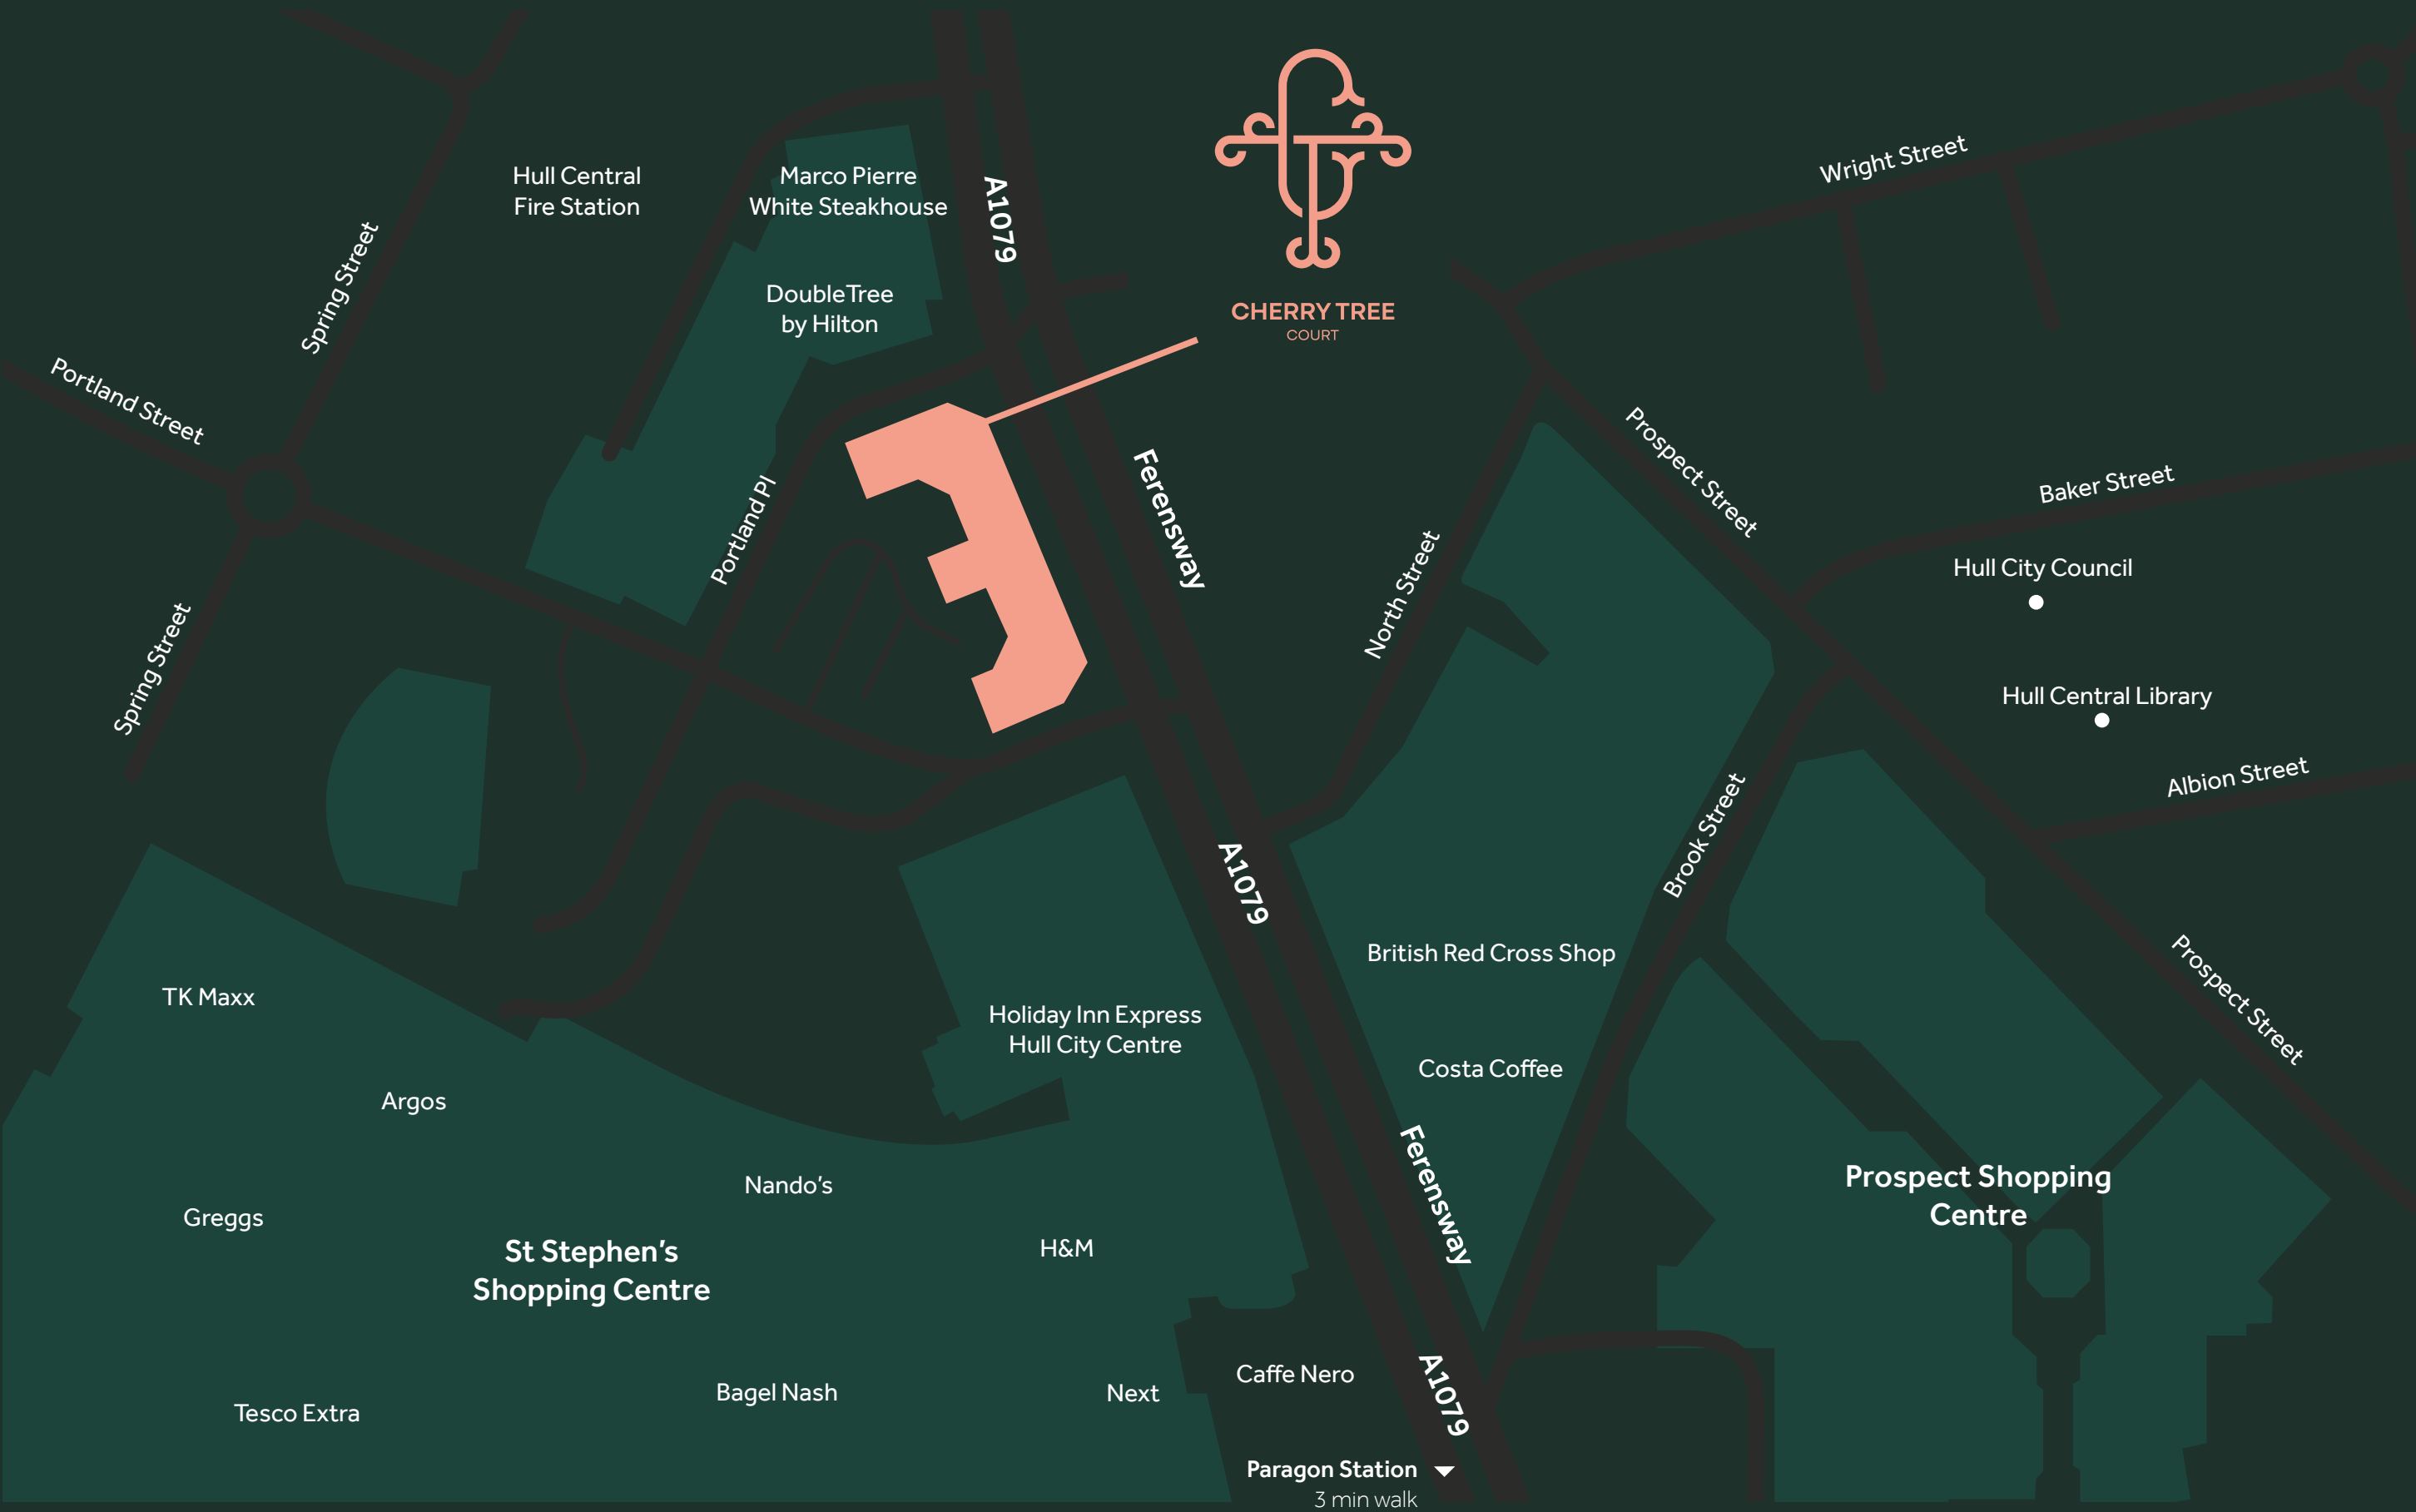 Hull Central
Fire Station
Marco Pierre
White Steakhouse
A1079
Wright Street
Spring Street
DoubleTree
by Hilton
CHERRY TREE
COURT
Portland Street
Portland Pl
Ferensway
Prospect Street
Baker Street
North Street
Hull City Council
Spring Street
Hull Central Library
Albion Street
A1079
Brook Street
British Red Cross Shop
Prospect Street
TK Maxx
Holiday Inn Express
Hull City Centre
Costa Coffee
Argos
Ferensway
Nando’s
Prospect Shopping
Centre
Greggs
H&M
St Stephen’s
Shopping Centre
Caffe Nero
A1079
Bagel Nash
Next
Tesco Extra
Paragon Station
3 min walk